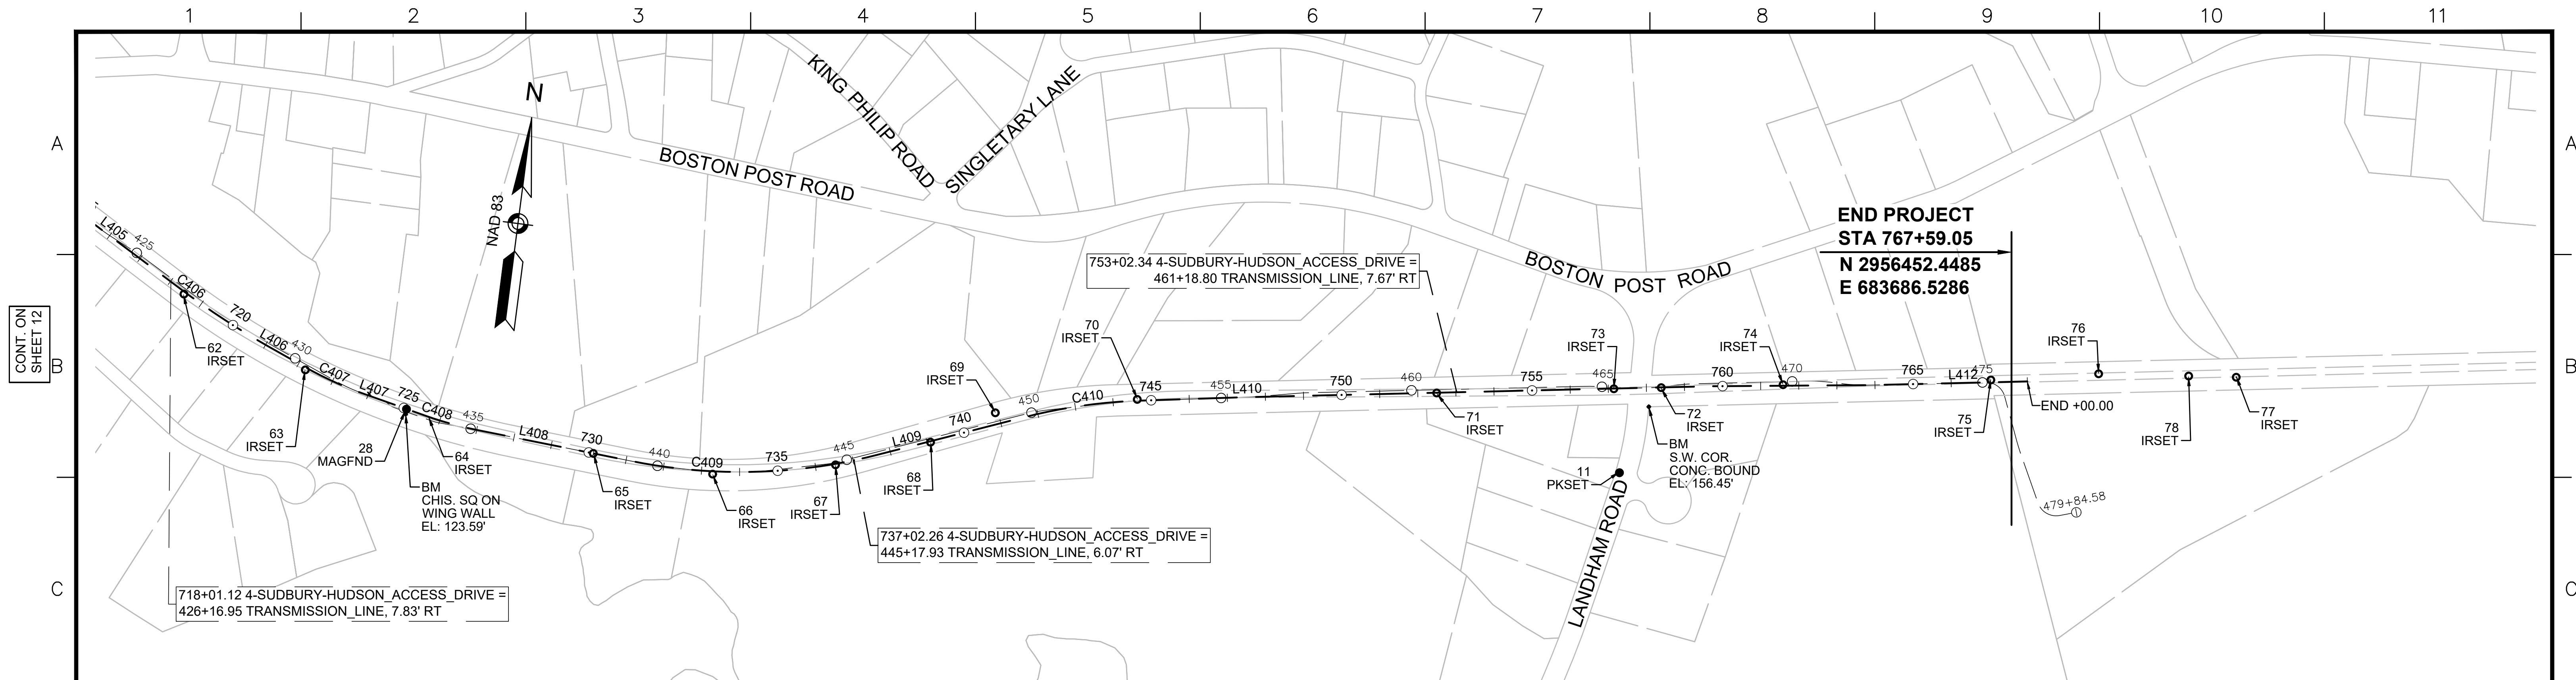 1 2 3 4 5 6 7 8 9 10 11
A
B
C
A
B
C
CONT. ON
SHEET 12
N
NAD 83
KING PHILIP ROAD
SINGLETARY LANE
BOSTON POST ROAD
BOSTON POST ROAD
LANDHAM ROAD
END PROJECT
STA 767+59.05
N 2956452.4485
E 683686.5286
753+02.34 4-SUDBURY-HUDSON_ACCESS_DRIVE =
461+18.80 TRANSMISSION_LINE, 7.67' RT
737+02.26 4-SUDBURY-HUDSON_ACCESS_DRIVE =
445+17.93 TRANSMISSION_LINE, 6.07' RT
718+01.12 4-SUDBURY-HUDSON_ACCESS_DRIVE =
426+16.95 TRANSMISSION_LINE, 7.83' RT
L405
425
C406
62
IRSET
720
L406
430
63
IRSET
C407
L407
725
28
MAGFND
C408
64
IRSET
BM
CHIS. SQ ON
WING WALL
EL: 123.59'
435
L408
730
65
IRSET
440
C409
66
IRSET
735
67
IRSET
445
L409
68
IRSET
740
69
IRSET
450
C410
70
IRSET
745
455
L410
750
460
71
IRSET
755
465
73
IRSET
72
IRSET
BM
S.W. COR.
CONC. BOUND
EL: 156.45'
11
PKSET
760
74
IRSET
470
765
L412
475
75
IRSET
END +00.00
479+84.58
76
IRSET
78
IRSET
77
IRSET